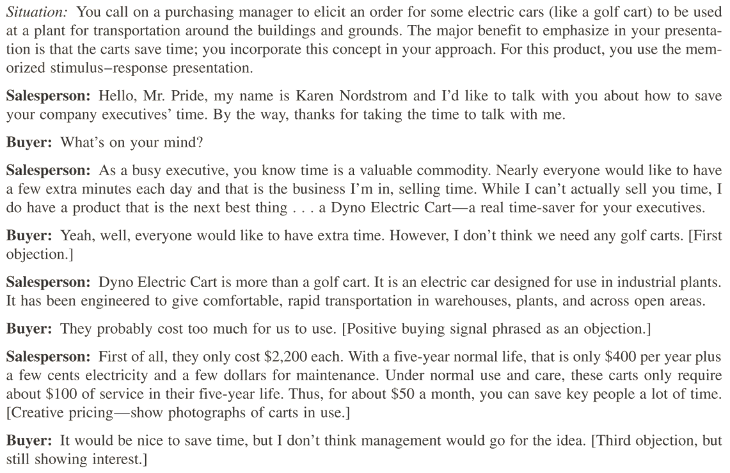 Situation: You call on a purchasing manager to elicit an order for some electric cars (like a golf cart) to be used
at a plant for transportation around the buildings and grounds. The major benefit to emphasize in your presenta-
tion is that the carts save time; you incorporate this concept in your approach. For this product, you use the mem-
orized stimulus–response presentation.
Salesperson: Hello, Mr. Pride, my name is Karen Nordstrom and I'd like to talk with you about how to save
your company executives' time. By the way, thanks for taking the time to talk with me.
Buyer: What's on your mind?
Salesperson: As a busy executive, you know time is a valuable commodity. Nearly everyone would like to have
a few extra minutes each day and that is the business I'm in, selling time. While I can't actually sell you time, I
do have a product that is the next best thing . . . a Dyno Electric Cart—a real time-saver for your executives.
Buyer: Yeah, well, everyone would like to have extra time. However, I don't think we need any golf carts. [First
objection.]
Salesperson: Dyno Electric Cart is more than a golf cart. It is an electric car designed for use in industrial plants.
It has been engineered to give comfortable, rapid transportation in warehouses, plants, and across open areas.
Buyer: They probably cost too much for us to use. [Positive buying signal phrased as an objection.]
Salesperson: First of all, they only cost $2,200 each. With a five-year normal life, that is only $400 per year plus
a few cents electricity and a few dollars for maintenance. Under normal use and care, these carts only require
about $100 of service in their five-year life. Thus, for about $50 a month, you can save key people a lot of time.
[Creative pricing—show photographs of carts in use.]
Buyer: It would be nice to save time, but I don't think management would go for the idea. [Third objection, but
still showing interest.]